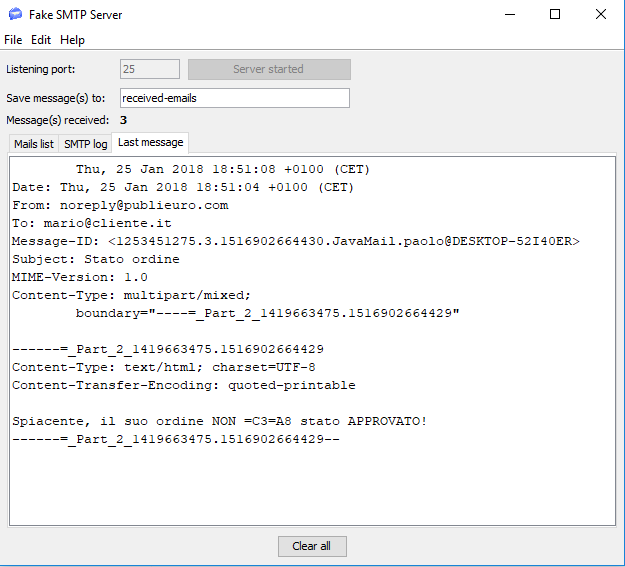 Fake SMTP Server
File Edit Help
Listening port: 25 Server started
Save message(s) to: received-emails
Message(s) received: 3
Mails list SMTP log Last message
Thu, 25 Jan 2018 18:51:08 +0100 (CET)
Date: Thu, 25 Jan 2018 18:51:04 +0100 (CET)
From: noreply@publieuro.com
To: mario@cliente.it
Message-ID: <1253451275.3.1516902664430.JavaMail.paolo@DESKTOP-52I40ER>
Subject: Stato ordine
MIME-Version: 1.0
Content-Type: multipart/mixed;
boundary="----=_Part_2_1419663475.1516902664429"
------=_Part_2_1419663475.1516902664429
Content-Type: text/html; charset=UTF-8
Content-Transfer-Encoding: quoted-printable
Spiacente, il suo ordine NON =C3=A8 stato APPROVATO!
------=_Part_2_1419663475.1516902664429--
Clear all